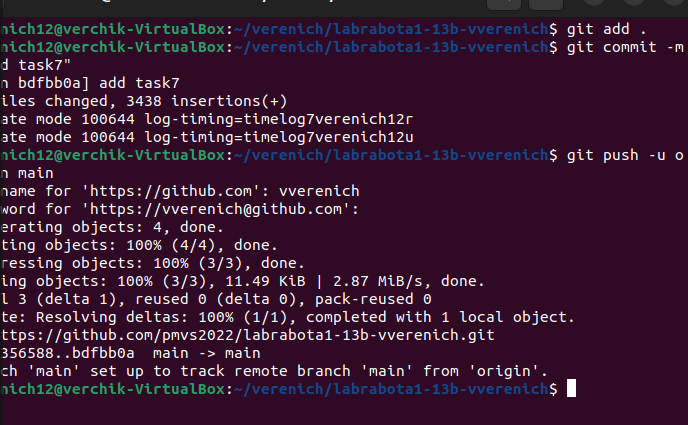 nich12@verchik-VirtualBox:~/verenich/labrabota1-13b-vverenich$ git add .
nich12@verchik-VirtualBox:~/verenich/labrabota1-13b-vverenich$ git commit -m
d task7"
n bdfbb0a] add task7
iles changed, 3438 insertions(+)
ate mode 100644 log-timing=timelog7verenich12r
ate mode 100644 log-timing=timelog7verenich12u
nich12@verchik-VirtualBox:~/verenich/labrabota1-13b-vverenich$ git push -u o
n main
name for 'https://github.com': vverenich
word for 'https://vverenich@github.com':
erating objects: 4, done.
ting objects: 100% (4/4), done.
ressing objects: 100% (3/3), done.
ing objects: 100% (3/3), 11.49 KiB | 2.87 MiB/s, done.
l 3 (delta 1), reused 0 (delta 0), pack-reused 0
te: Resolving deltas: 100% (1/1), completed with 1 local object.
ttps://github.com/pmvs2022/labrabota1-13b-vverenich.git
356588..bdfbb0a  main -> main
ch 'main' set up to track remote branch 'main' from 'origin'.
nich12@verchik-VirtualBox:~/verenich/labrabota1-13b-vverenich$